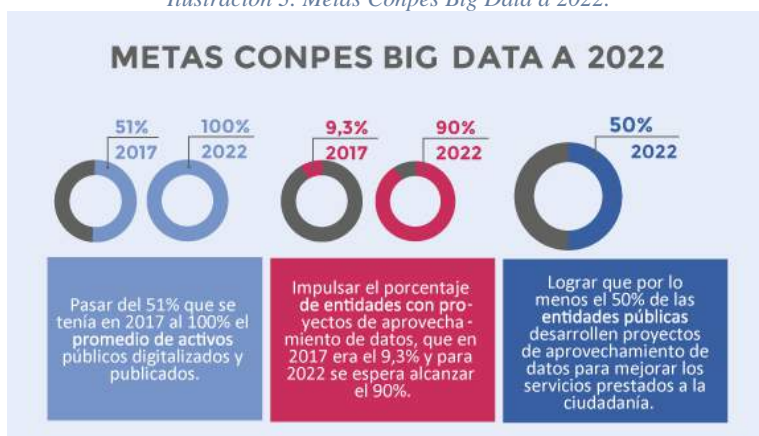 Ilustración 5. Metas Conpes Big Data a 2022.
METAS CONPES BIG DATA A 2022
51%
2017
100%
2022
9,3%
2017
90%
2022
50%
2022
Pasar del 51% que se
tenía en 2017 al 100% el
promedio de activos
públicos digitalizados y
publicados.
Impulsar el porcentaje
de entidades con pro-
yectos de aprovecha-
miento de datos, que en
2017 era el 9,3% y para
2022 se espera alcanzar
el 90%.
Lograr que por lo
menos el 50% de las
entidades públicas
desarrollen proyectos
de aprovechamiento de
datos para mejorar los
servicios prestados a la
ciudadanía.